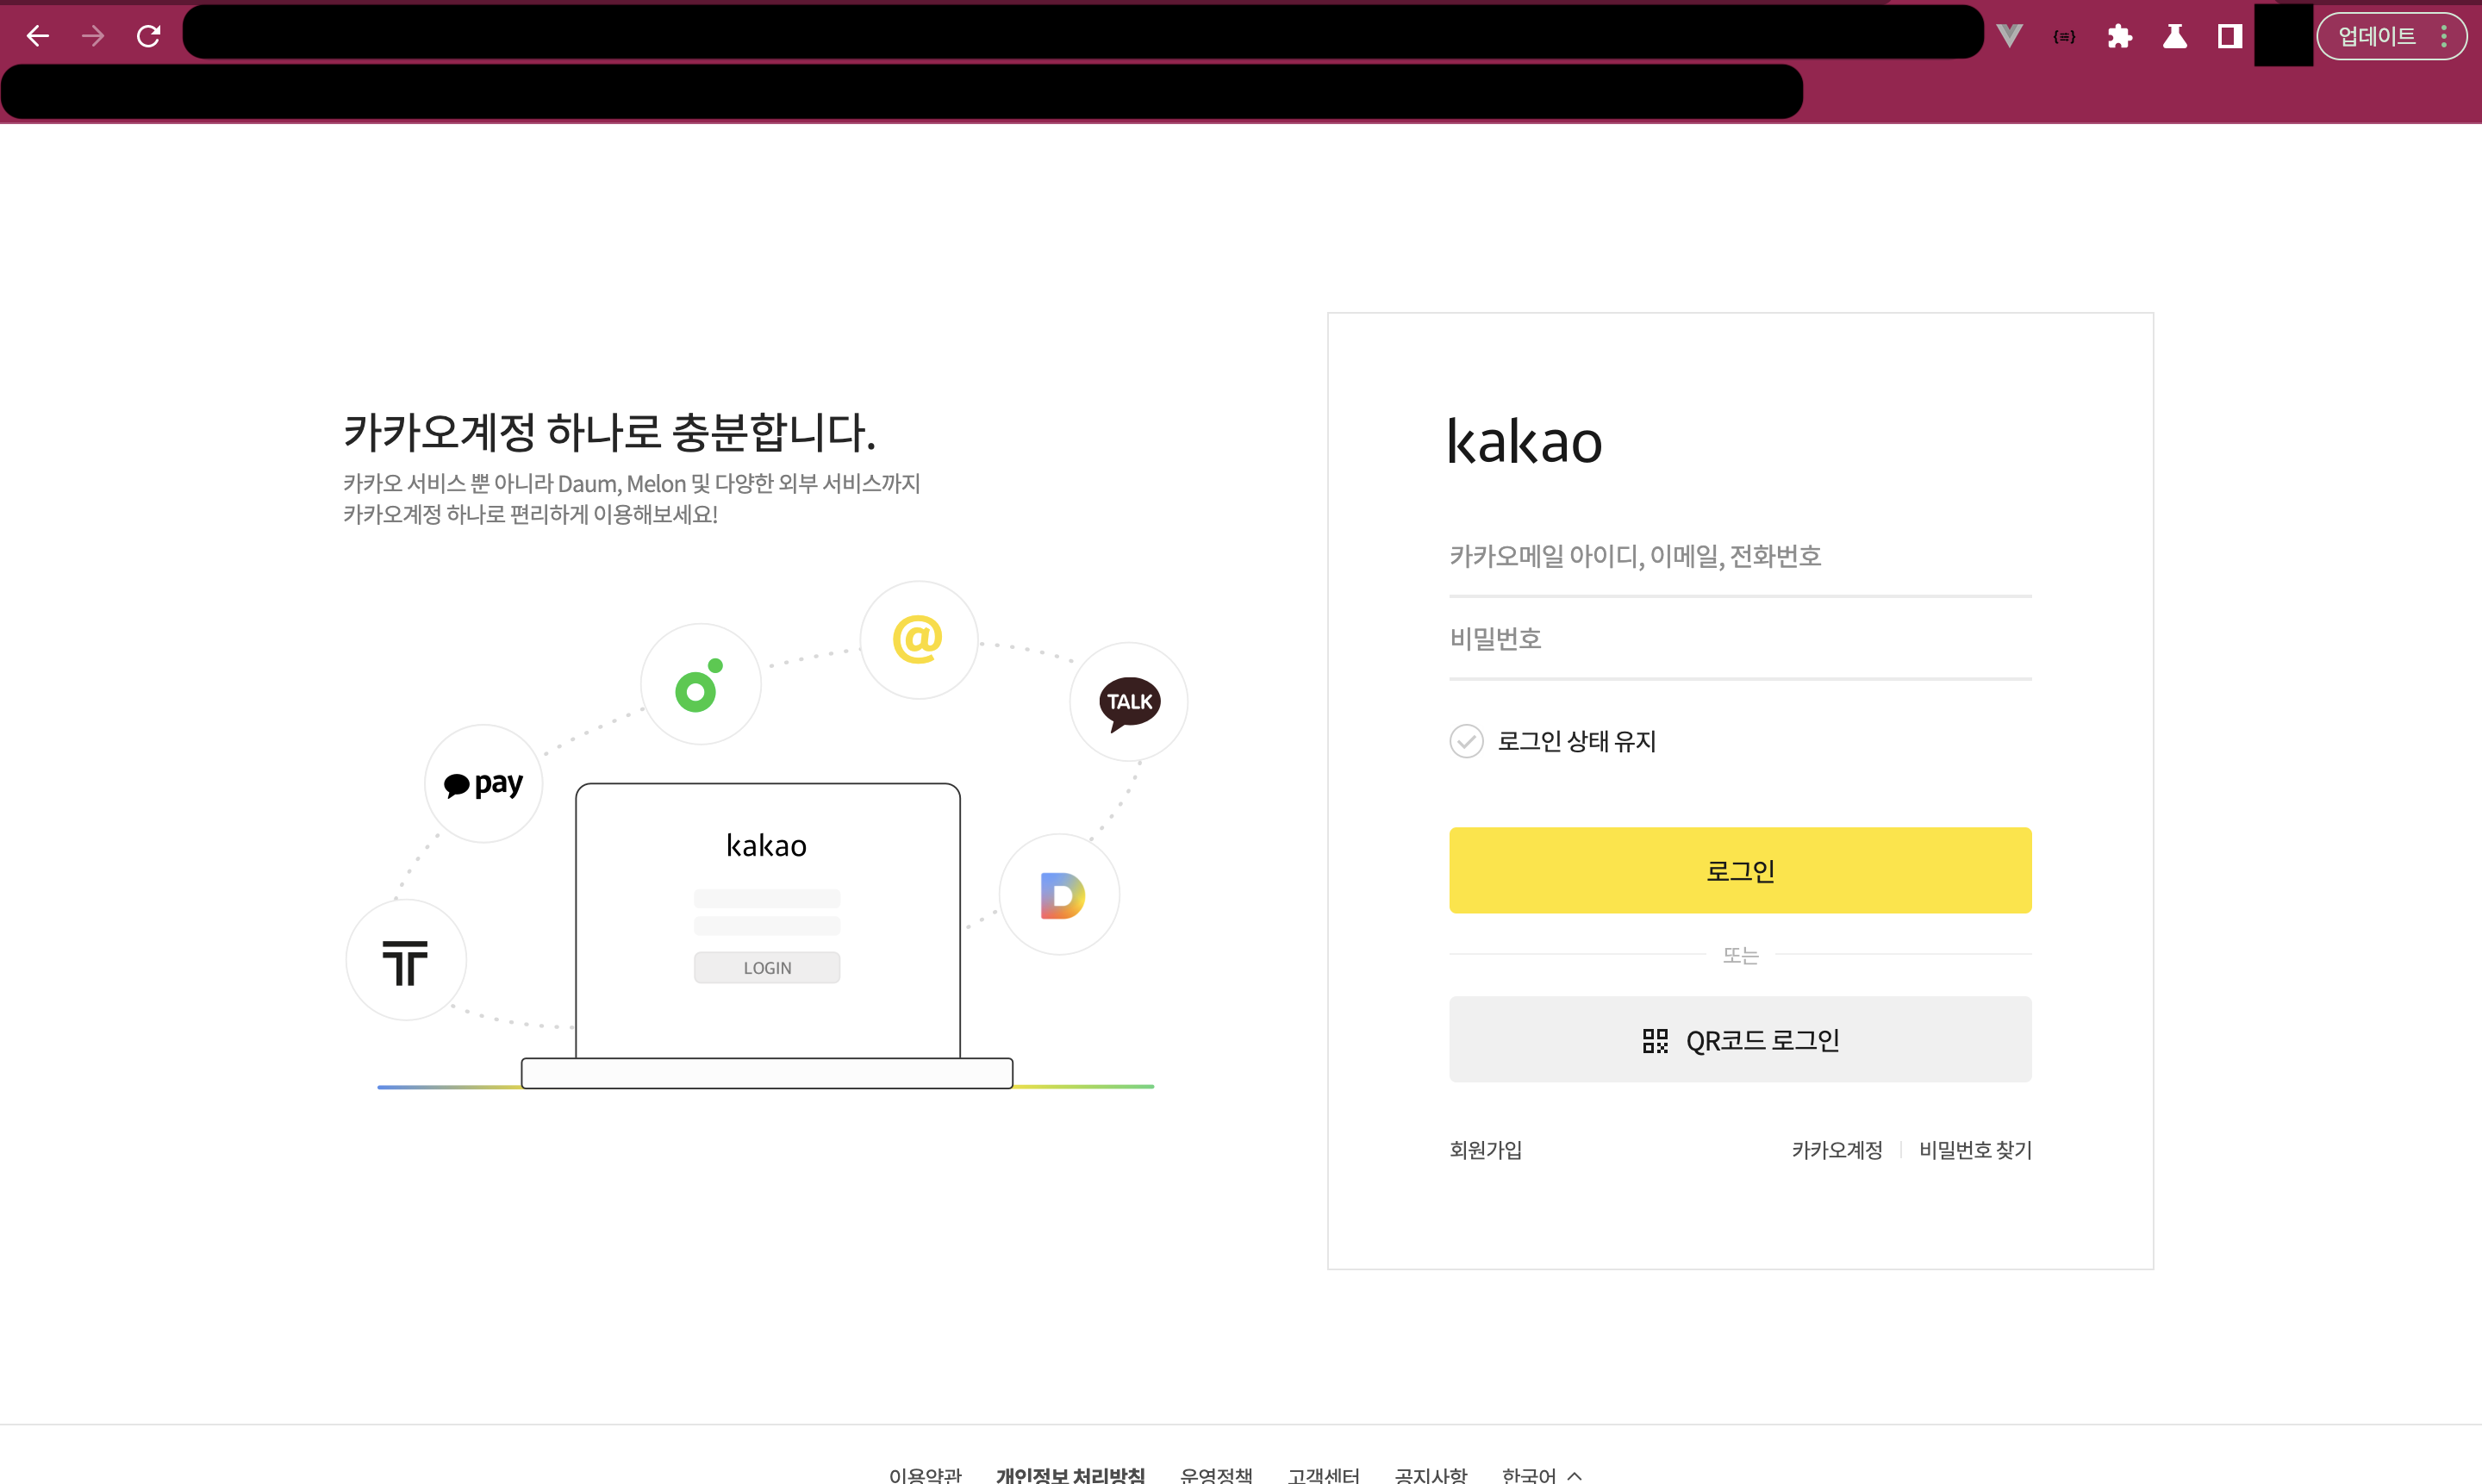 업데이트
카카오계정 하나로 충분합니다.
카카오 서비스 뿐 아니라 Daum, Melon 및 다양한 외부 서비스까지
카카오계정 하나로 편리하게 이용해보세요!
@
TALK
pay
kakao
LOGIN
D
kakao
카카오메일 아이디, 이메일, 전화번호
비밀번호
로그인 상태 유지
로그인
또는
QR코드 로그인
회원가입 카카오계정 비밀번호 찾기
이용약관 개인정보 처리방침 운영정책 고객센터 공지사항 한국어